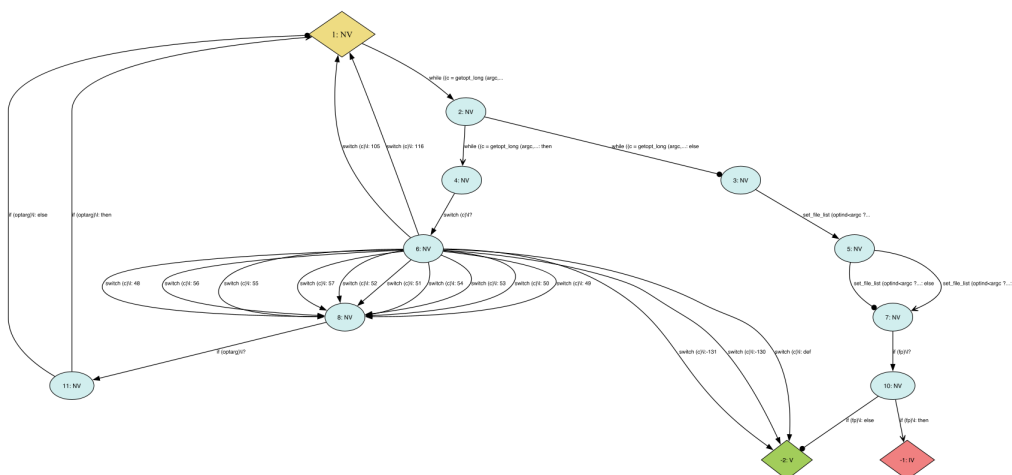 1: NV
while ((c = getopt_long (argc,...
2: NV
switch (c)\l: 105
switch (c)\l: 116
while ((c = getopt_long (argc,...: then
while ((c = getopt_long (argc,...: else
4: NV
3: NV
if (optarg)\l: else
if (optarg)\l: then
switch (c)\l?
set_file_list (optind<argc ?...
6: NV
5: NV
switch (c)\l: 48
switch (c)\l: 56
switch (c)\l: 55
switch (c)\l: 57
switch (c)\l: 52
switch (c)\l: 51
switch (c)\l: 54
switch (c)\l: 53
switch (c)\l: 50
switch (c)\l: 49
set_file_list (optind<argc ?...: else
set_file_list (optind<argc ?...:
8: NV
7: NV
if (optarg)\l?
switch (c)\l:-131
switch (c)\l:-130
switch (c)\l: def
if (fp)\l?
11: NV
10: NV
if (fp)\l: else
if (fp)\l: then
-2: V
-1: !V